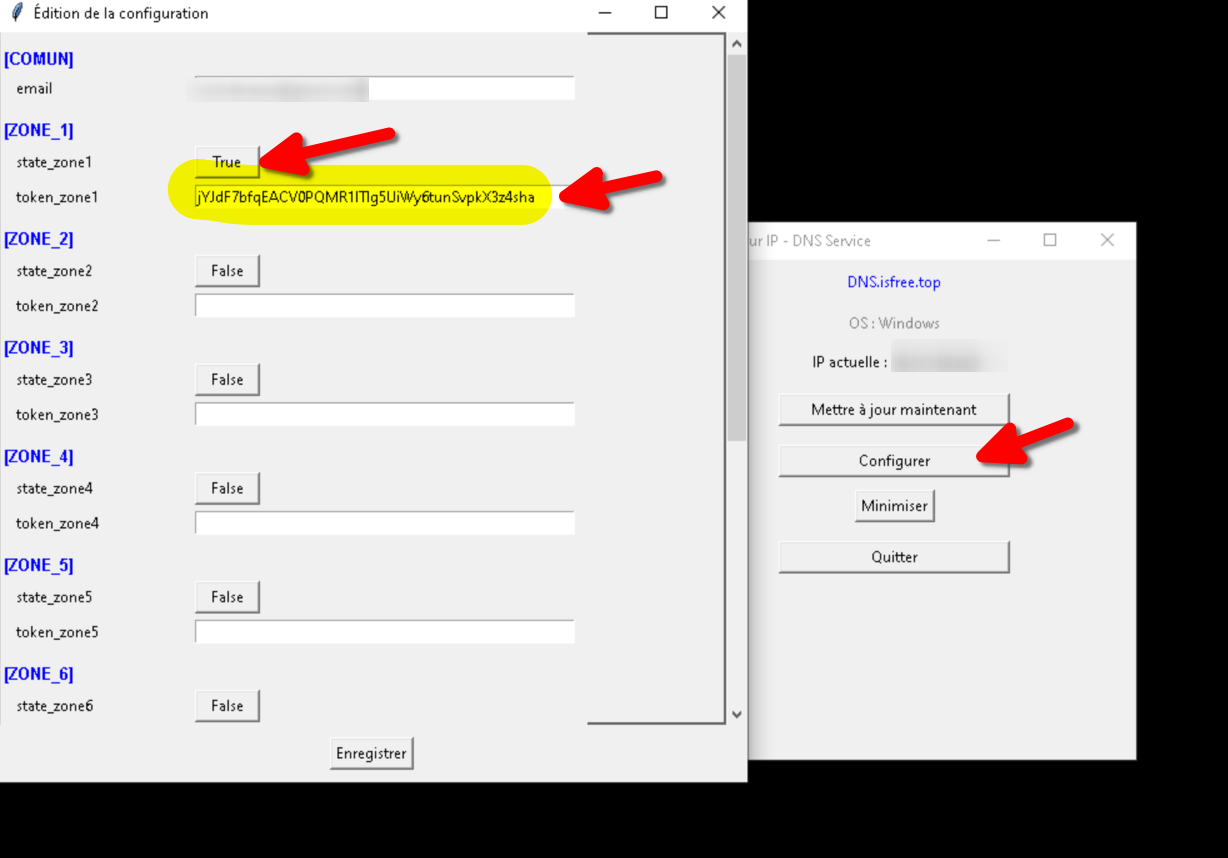 Édition de la configuration
[COMUN]
email
[ZONE_1]
state_zone1 True
token_zone1 jYJdF7bfqEACV0PQMR1ITlg5UiWy6tunSvpkX3z4sha
[ZONE_2]
state_zone2 False
token_zone2
[ZONE_3]
state_zone3 False
token_zone3
[ZONE_4]
state_zone4 False
token_zone4
[ZONE_5]
state_zone5 False
token_zone5
[ZONE_6]
state_zone6 False
Enregistrer
ur IP - DNS Service
DNS.isfree.top
OS : Windows
IP actuelle :
Mettre à jour maintenant
Configurer
Minimiser
Quitter